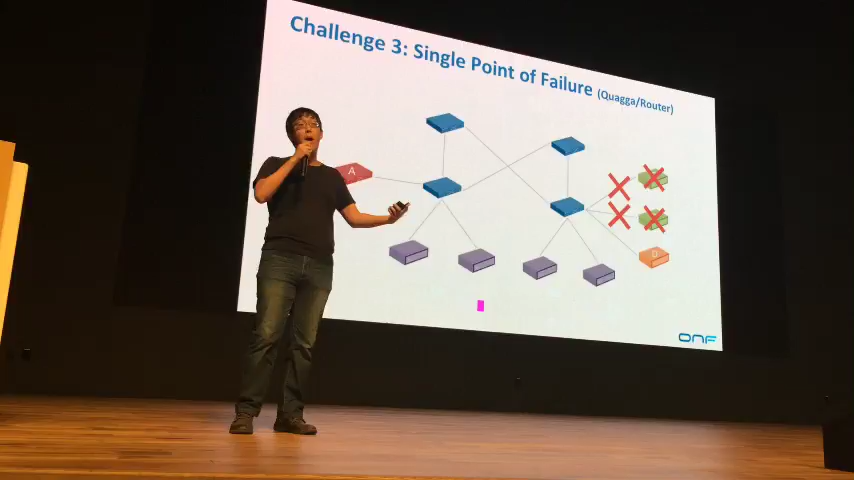 Challenge 3: Single Point of Failure (Quagga/Router)
A
D
ONF